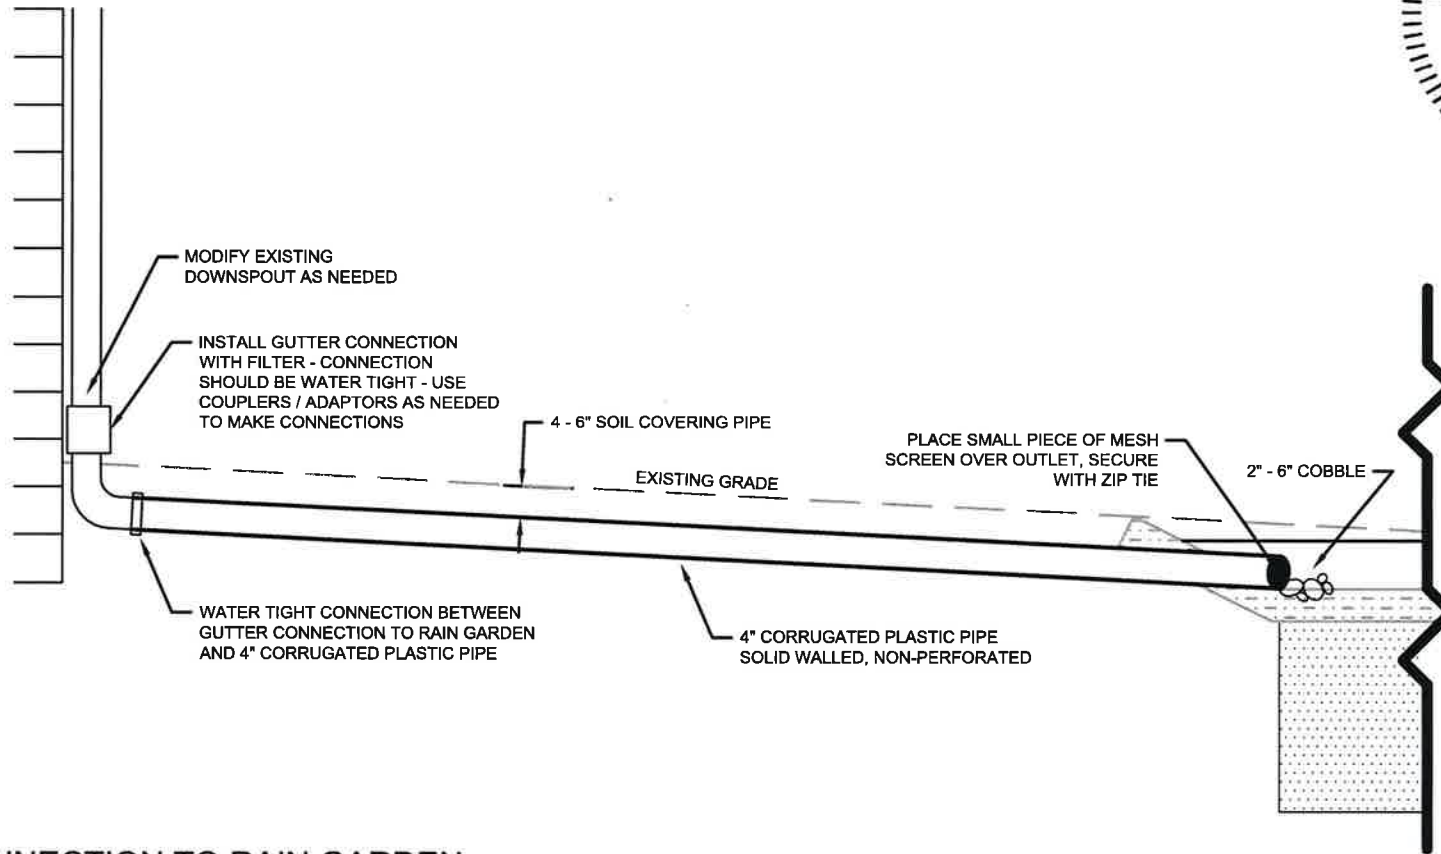 MODIFY EXISTING
DOWNSPOUT AS NEEDED
INSTALL GUTTER CONNECTION
WITH FILTER - CONNECTION
SHOULD BE WATER TIGHT - USE
COUPLERS / ADAPTORS AS NEEDED
TO MAKE CONNECTIONS
4 - 6" SOIL COVERING PIPE
EXISTING GRADE
PLACE SMALL PIECE OF MESH
SCREEN OVER OUTLET, SECURE
WITH ZIP TIE
2" - 6" COBBLE
WATER TIGHT CONNECTION BETWEEN
GUTTER CONNECTION TO RAIN GARDEN
AND 4" CORRUGATED PLASTIC PIPE
4" CORRUGATED PLASTIC PIPE
SOLID WALLED, NON-PERFORATED
TO RAIN GARDEN